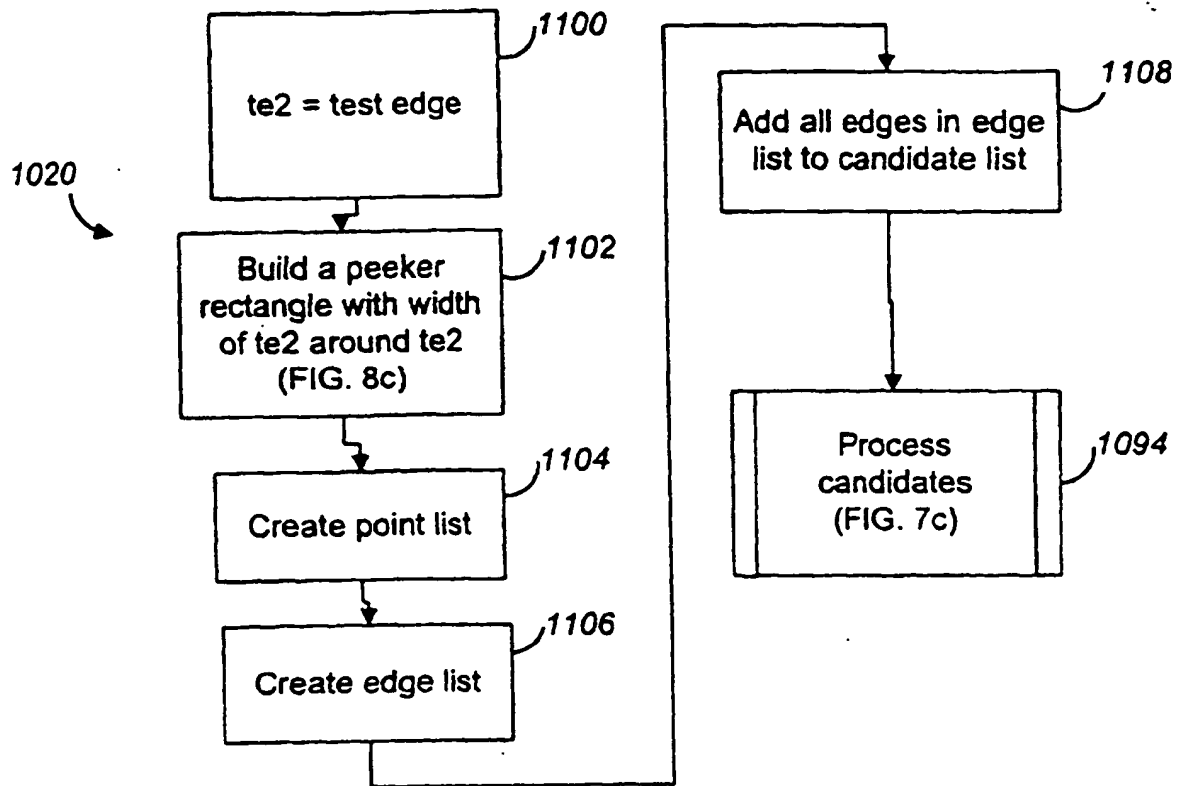 1020
1100
te2 = test edge
1102
Build a peeker
rectangle with width
of te2 around te2
(FIG. 8c)
1104
Create point list
1106
Create edge list
1108
Add all edges in edge
list to candidate list
1094
Process
candidates
(FIG. 7c)